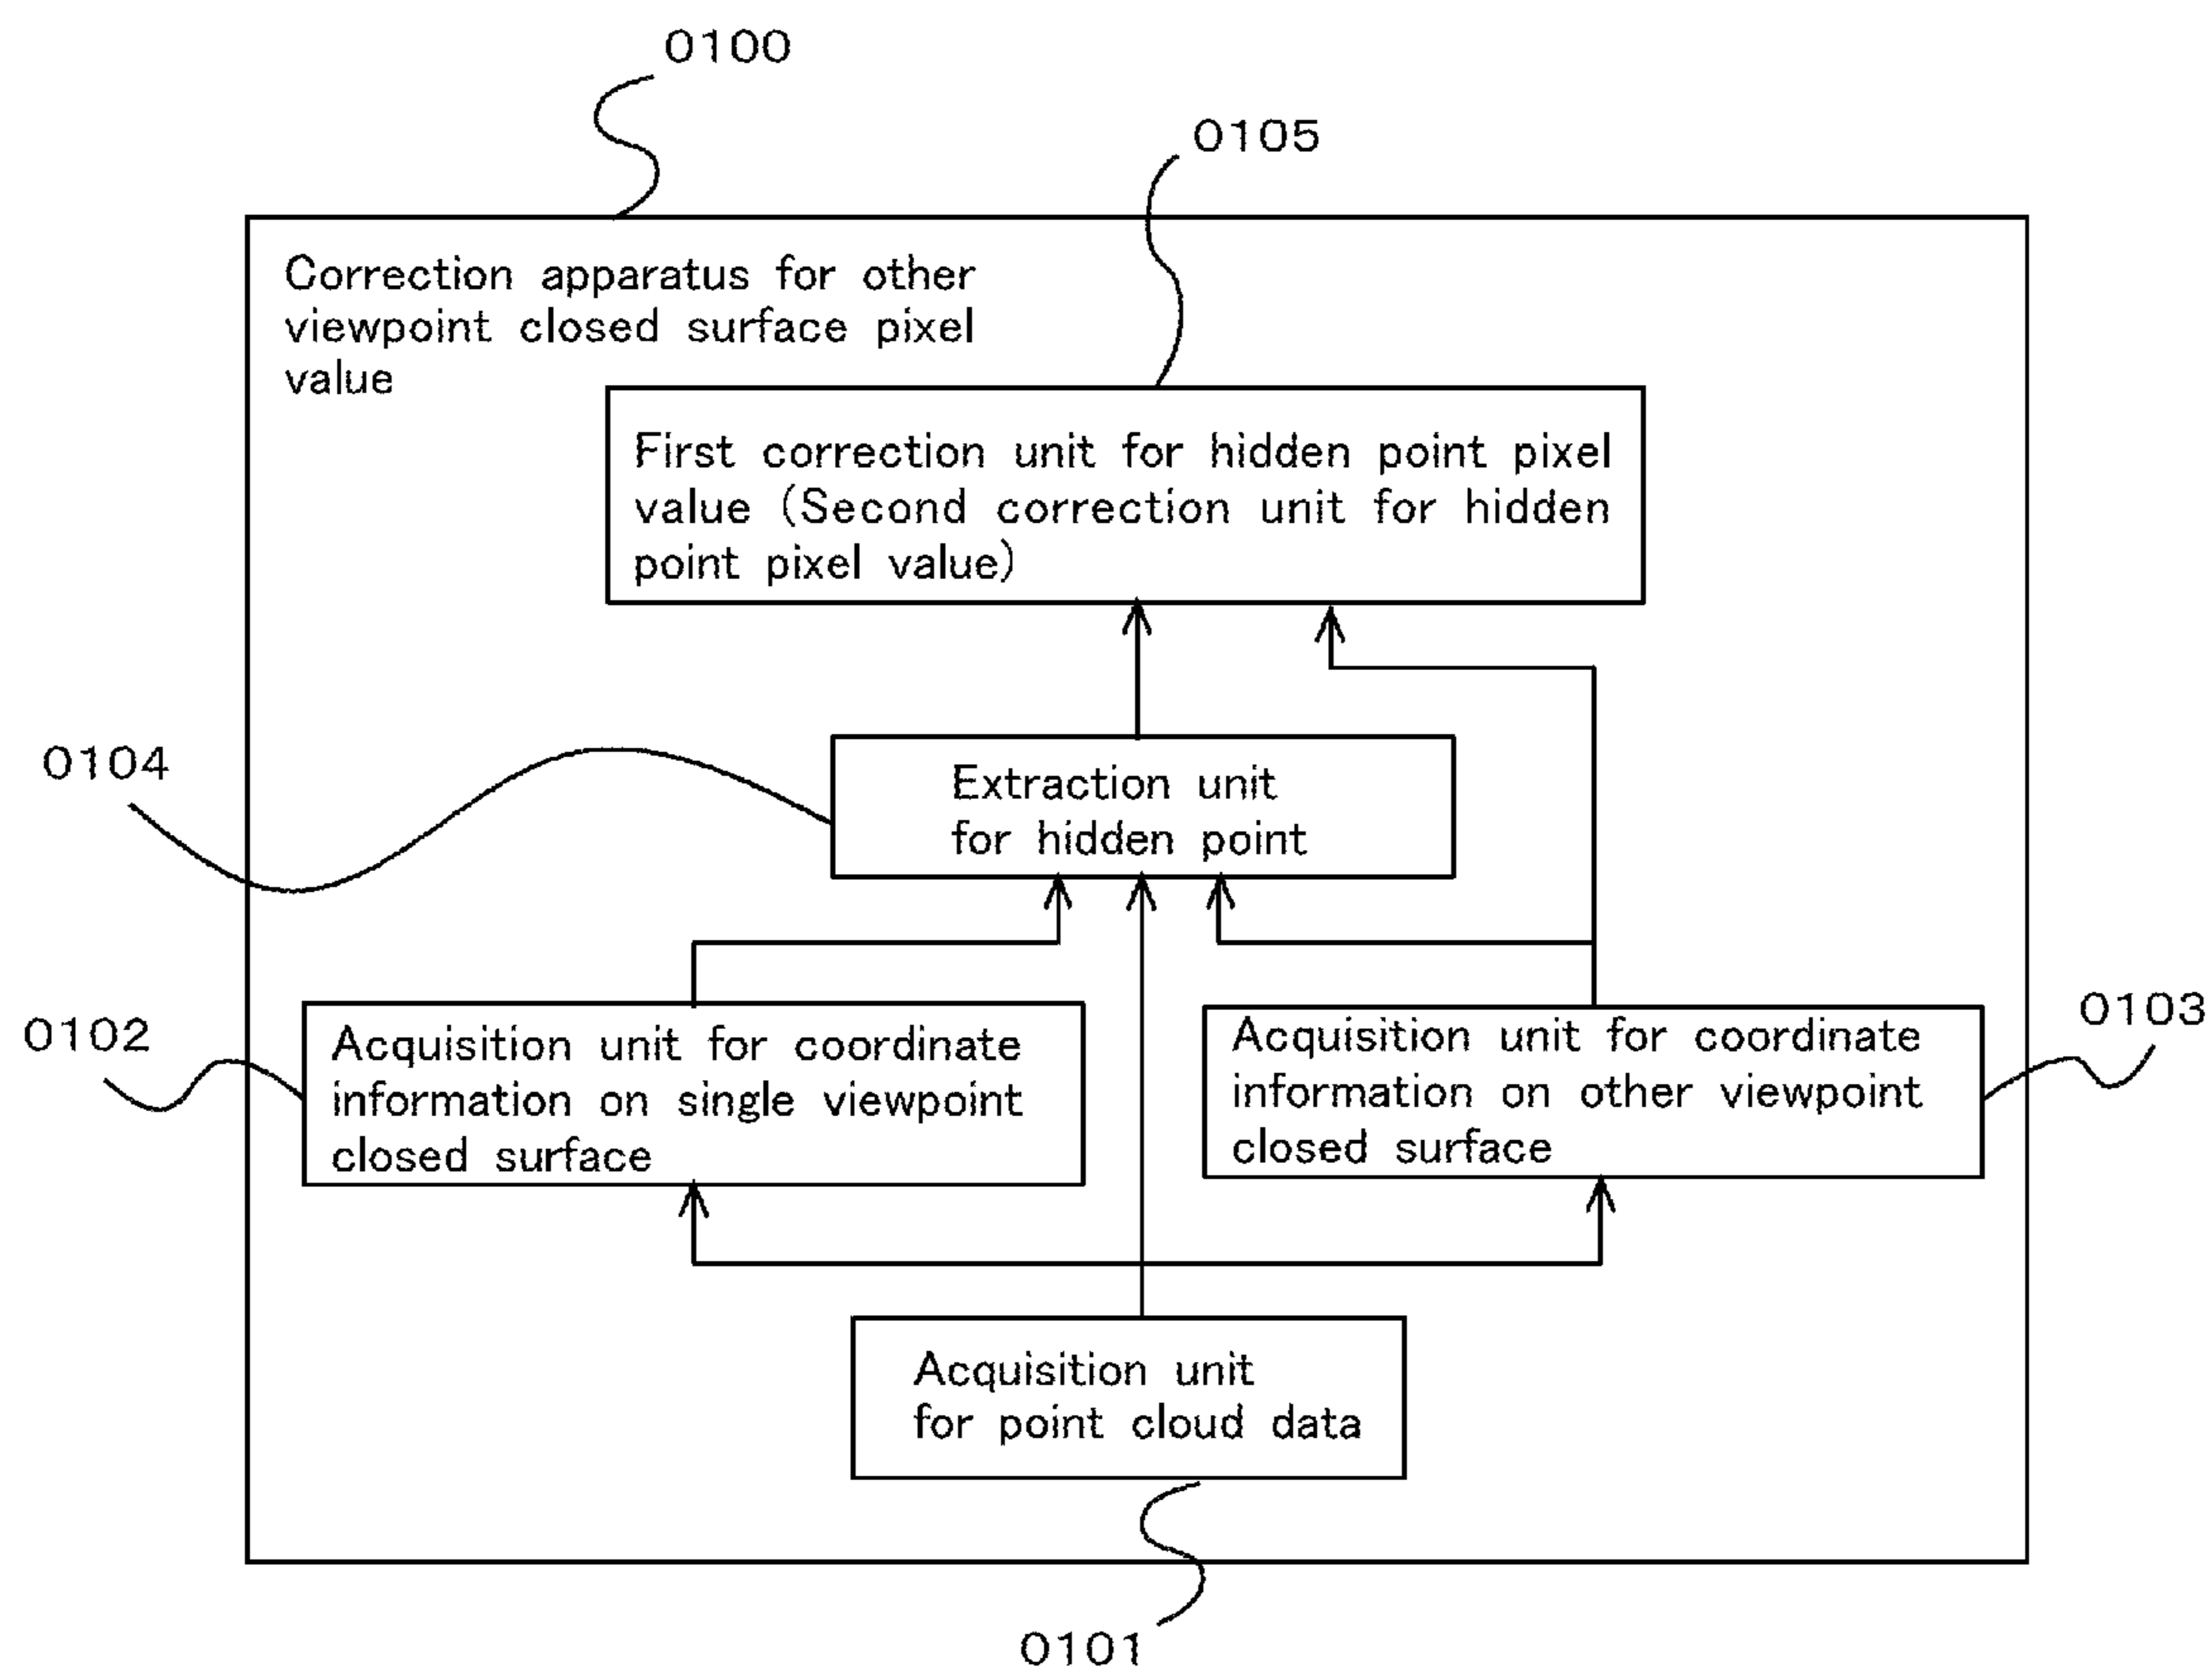 0100
0105
Correction apparatus for other
viewpoint closed surface pixel
value
First correction unit for hidden point pixel
value (Second correction unit for hidden
point pixel value)
0104
Extraction unit
for hidden point
0102
Acquisition unit for coordinate
information on single viewpoint
closed surface
0103
Acquisition unit for coordinate
information on other viewpoint
closed surface
Acquisition unit
for point cloud data
0101